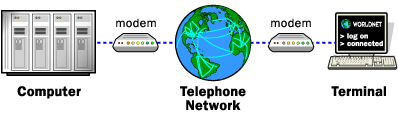 modem
modem
WORLDNET
> log on
> connected
Computer
Telephone
Network
Terminal